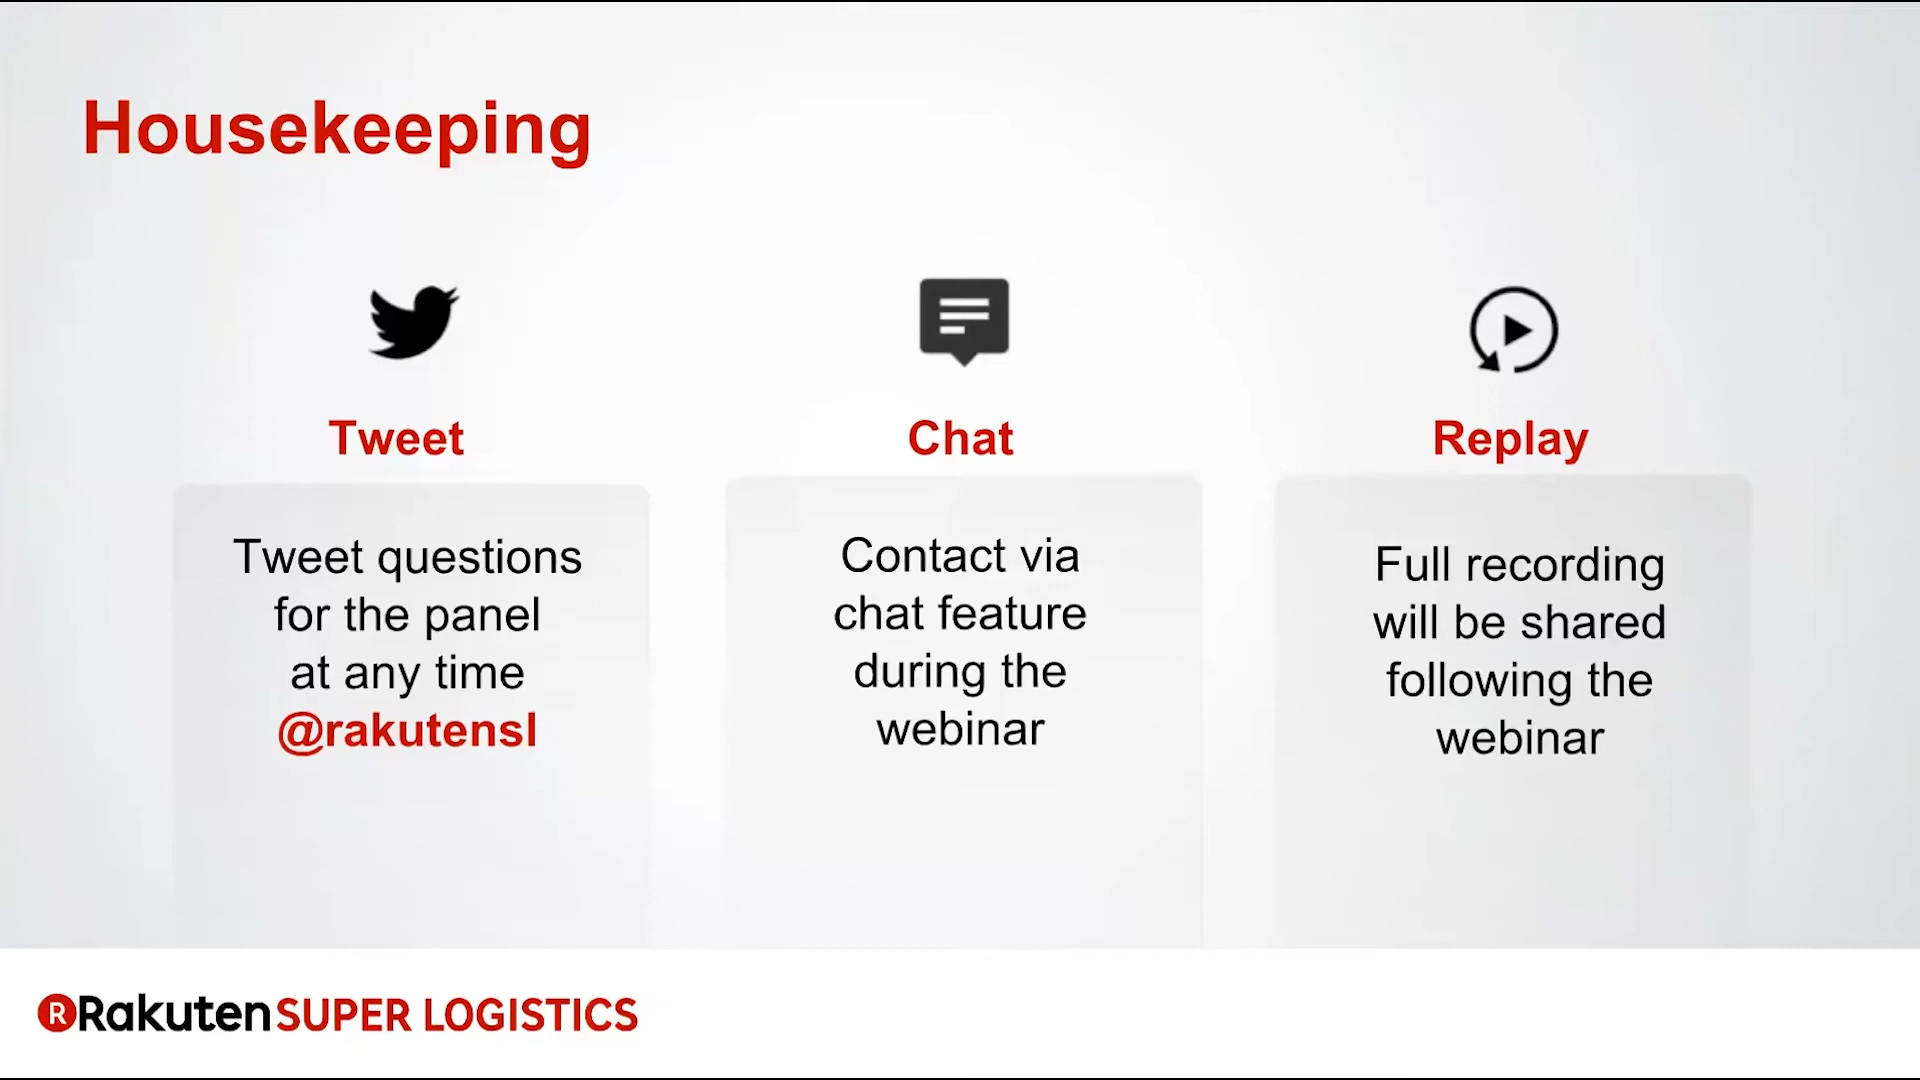 Housekeeping
Tweet
Tweet questions
for the panel
at any time
@rakutensl
Chat
Contact via
chat feature
during the
webinar
Replay
Full recording
will be shared
following the
webinar
R Rakuten SUPER LOGISTICS